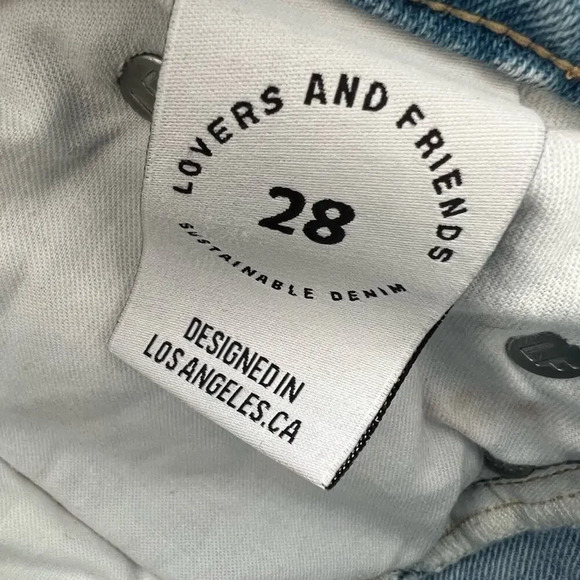 LOVERS AND FRIENDS
28
SUSTAINABLE DENIM
DESIGNED IN
LOS ANGELES.CA